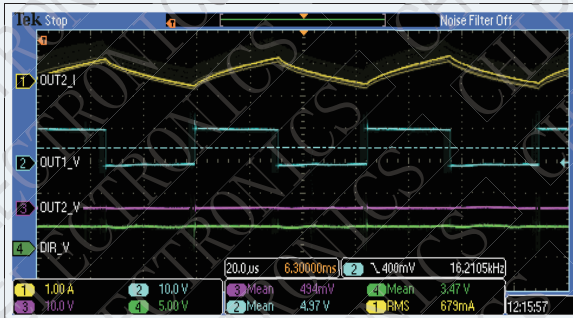 Tek Stop Noise Filter Off
1 OUT2_I
2 OUT1_V
3 OUT2_V
4 DIR_V
20.0µs 6.30000ms 2 400mV 16.2105kHz
1 1.00 A 2 10.0 V 3 Mean 494mV 4 Mean 3.47 V
3 10.0 V 4 5.00 V 2 Mean 4.97 V 1 RMS 679mA
12:15:57
ELECTRONICS